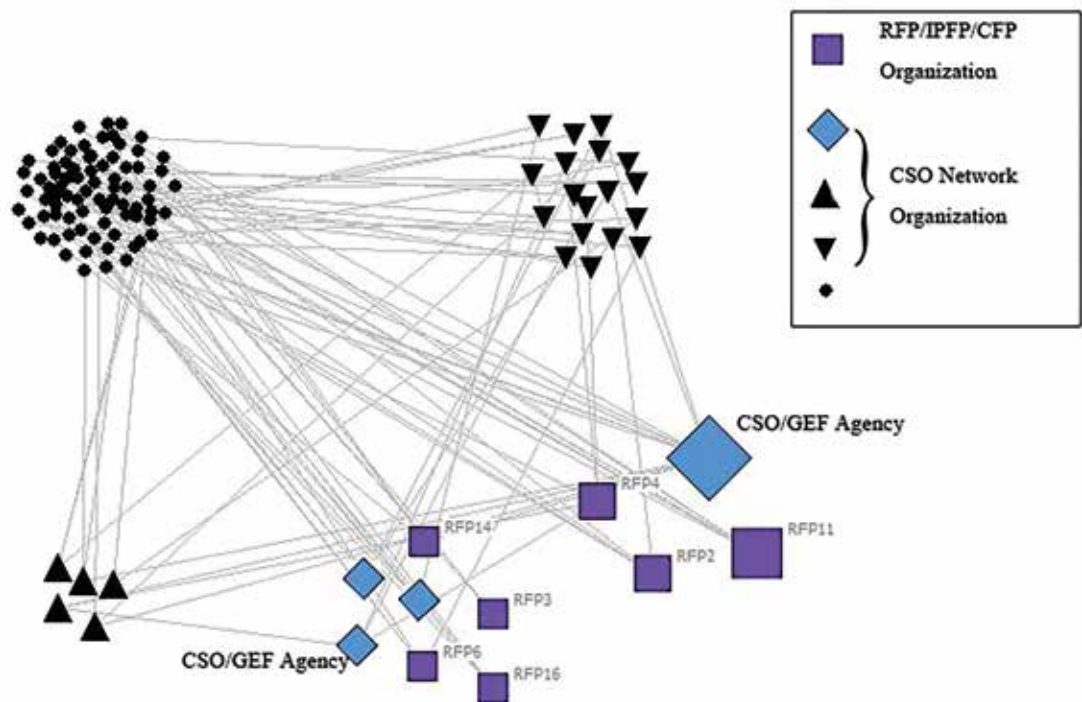 RFP/IPFP/CFP
Organization
CSO Network
Organization
CSO/GEF Agency
RFP4
RFP14
RFP11
RFP2
RFP3
CSO/GEF Agency
RFP6
RFP16